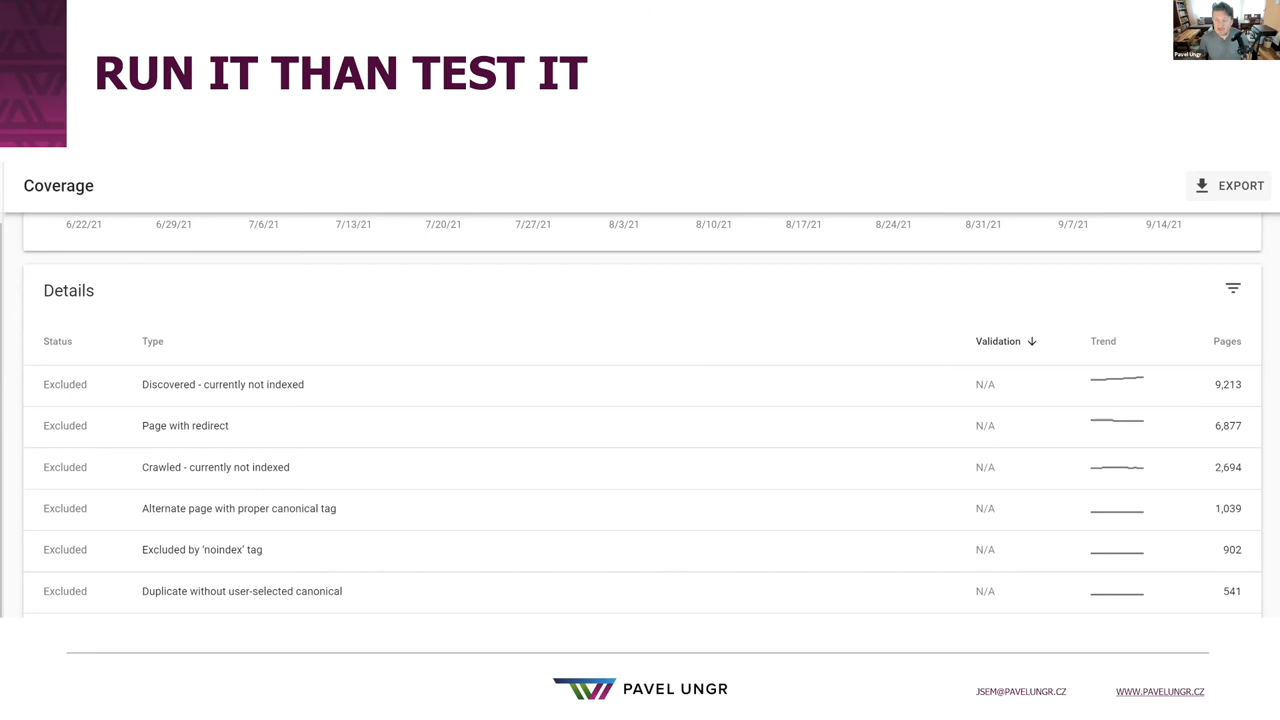 RUN IT THAN TEST IT
Pavel Ungr
Coverage
EXPORT
6/22/21 6/29/21 7/6/21 7/13/21 7/20/21 7/27/21 8/3/21 8/10/21 8/17/21 8/24/21 8/31/21 9/7/21 9/14/21
Details
Status Type Validation Trend Pages
Excluded Discovered - currently not indexed N/A 9,213
Excluded Page with redirect N/A 6,877
Excluded Crawled - currently not indexed N/A 2,694
Excluded Alternate page with proper canonical tag N/A 1,039
Excluded Excluded by ‘noindex’ tag N/A 902
Excluded Duplicate without user-selected canonical N/A 541
PAVEL UNGR
JSEM@PAVELUNGR.CZ WWW.PAVELUNGR.CZ